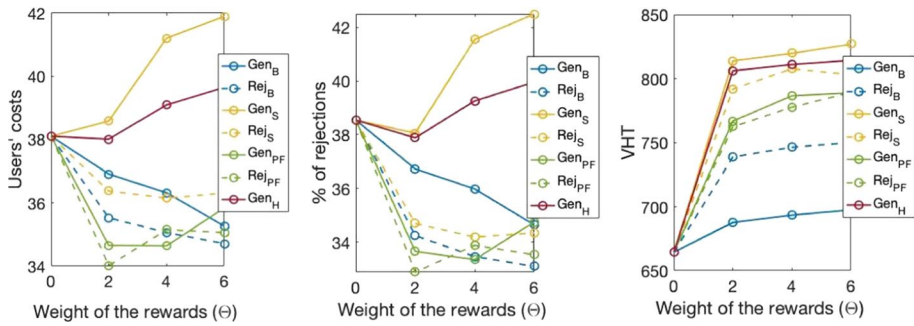 42
40
38
36
34
0
2
4
6
Users' costs
Weight of the rewards (Θ)
Gen_B
Rej_B
Gen_S
Rej_S
Gen_PF
Rej_PF
Gen_H
42
40
38
36
34
0
2
4
6
% of rejections
Weight of the rewards (Θ)
Gen_B
Rej_B
Gen_S
Rej_S
Gen_PF
Rej_PF
Gen_H
850
800
750
700
650
0
2
4
6
VHT
Weight of the rewards (Θ)
Gen_B
Rej_B
Gen_S
Rej_S
Gen_PF
Rej_PF
Gen_H